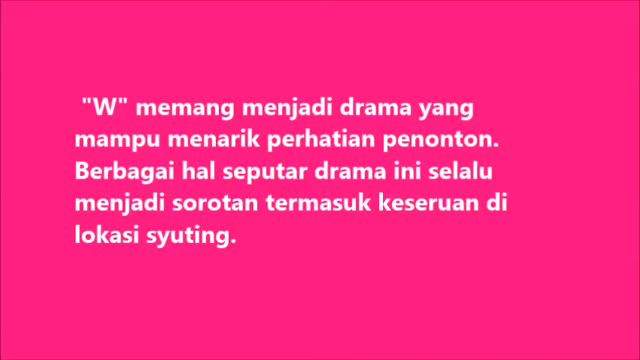 "W" memang menjadi drama yang
mampu menarik perhatian penonton.
Berbagai hal seputar drama ini selalu
menjadi sorotan termasuk keseruan di
lokasi syuting.